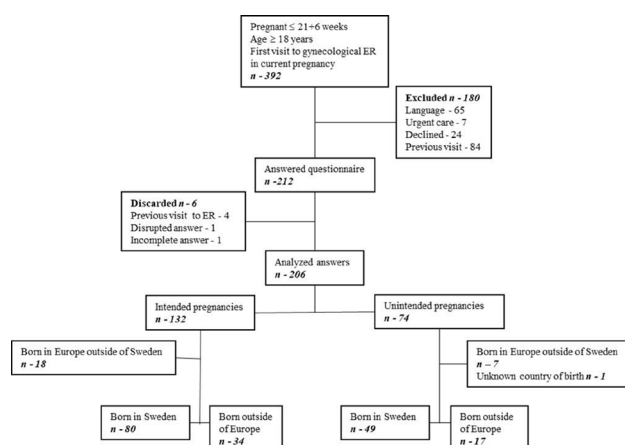 Pregnant ≤ 21+6 weeks
Age ≥ 18 years
First visit to gynecological ER
in current pregnancy
n - 392
Excluded n - 180
Language - 65
Urgent care - 7
Declined - 24
Previous visit - 84
Answered questionnaire
n -212
Discarded n - 6
Previous visit to ER - 4
Disrupted answer - 1
Incomplete answer - 1
Analyzed answers
n - 206
Intended pregnancies
n - 132
Unintended pregnancies
n - 74
Born in Europe outside of Sweden
n - 18
Born in Europe outside of Sweden
n – 7
Unknown country of birth n - 1
Born in Sweden
n - 80
Born outside
of Europe
n - 34
Born in Sweden
n - 49
Born outside
of Europe
n - 17